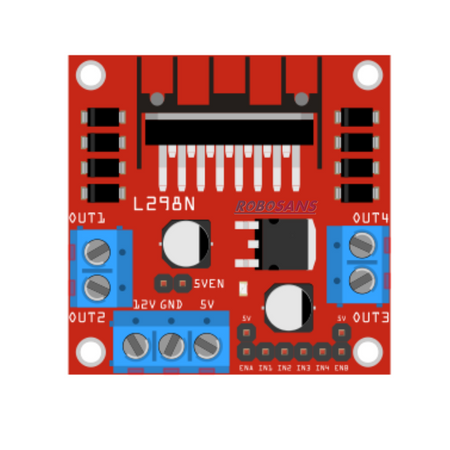 L298N
ROBOSANS
OUT1
OUT4
5VEN
12V GND 5V
OUT2
OUT3
5V
5V
ENA IN1 IN2 IN3 IN4 ENB